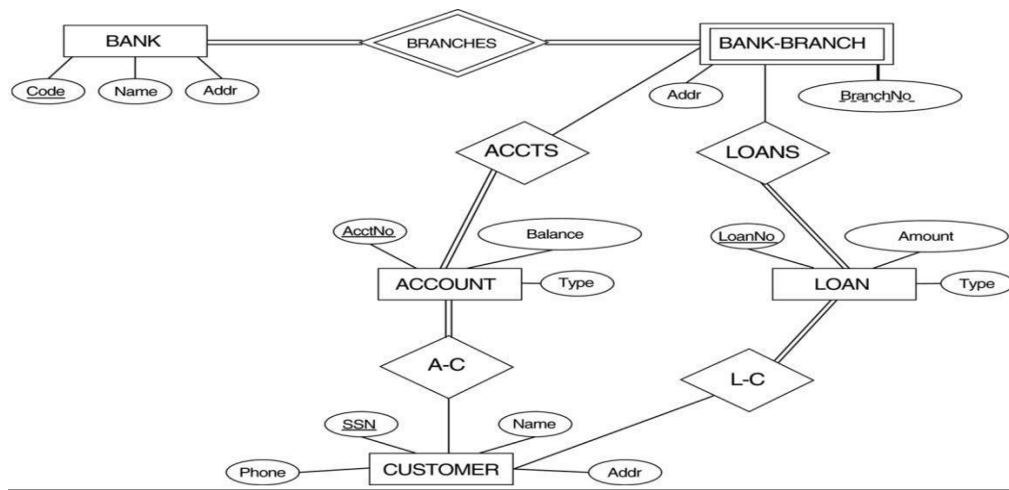 BANK
BRANCHES
BANK-BRANCH
Code
Name
Addr
Addr
BranchNo
ACCTS
LOANS
AcctNo
Balance
LoanNo
Amount
ACCOUNT
Type
LOAN
Type
A-C
L-C
SSN
Name
Phone
CUSTOMER
Addr